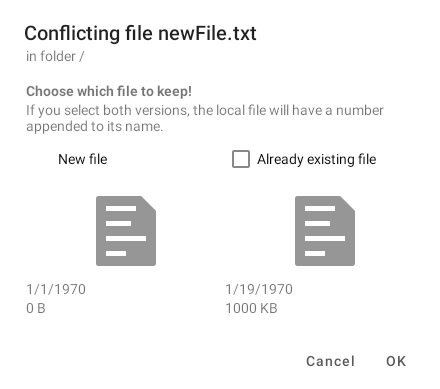 Conflicting file newFile.txt
in folder /
Choose which file to keep!
If you select both versions, the local file will have a number
appended to its name.
New file
Already existing file
1/1/1970
0 B
1/19/1970
1000 KB
Cancel
OK